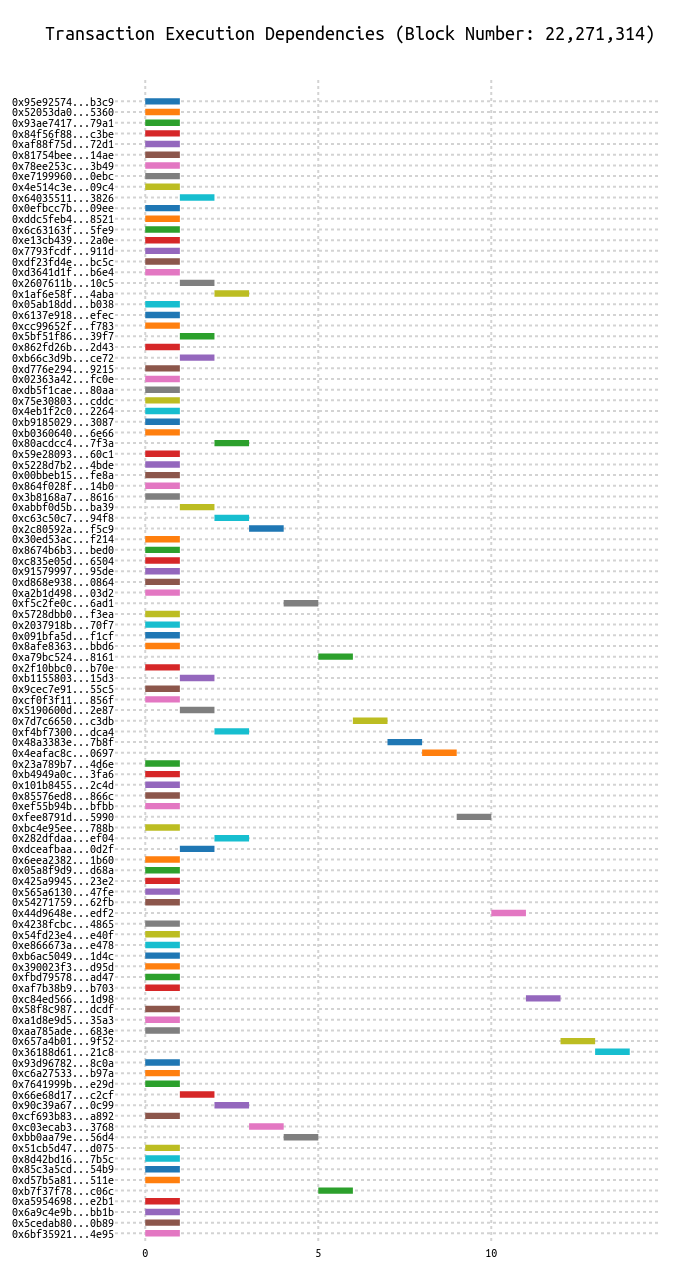 Transaction Execution Dependencies (Block Number: 22,271,314)
0x95e92574...b3c9
0x52053da0...5360
0x93ae7417...79a1
0x84f56f88...c3be
0xaf88f75d...72d1
0x81754bee...14ae
0x78ee253c...3b49
0xe7199960...0ebc
0x4e514c3e...09c4
0x64035511...3826
0x0efbcc7b...09ee
0xddc5feb4...8521
0x6c63163f...5fe9
0xe13cb439...2a0e
0x7793fcdf...911d
0xdf23fd4e...bc5c
0xd3641d1f...b6e4
0x2607611b...10c5
0x1af6e58f...4aba
0x05ab18dd...b038
0x6137e918...efec
0xcc99652f...f783
0x5bf51f86...39f7
0x862fd26b...2d43
0xb66c3d9b...ce72
0xd776e294...9215
0x02363a42...fc0e
0xdb5f1cae...80aa
0x75e30803...cddc
0x4eb1f2c0...2264
0xb9185029...3087
0xb0360640...6e66
0x80acdcc4...7f3a
0x59e28093...60c1
0x5228d7b2...4bde
0x00bbeb15...fe8a
0x864f028f...14b0
0x3b8168a7...8616
0xabbf0d5b...ba39
0xc63c50c7...94f8
0x2c80592a...f5c9
0x30ed53ac...f214
0x8674b6b3...bed0
0xc835e05d...6504
0x91579997...95de
0xd868e938...0864
0xa2b1d498...03d2
0xf5c2fe0c...6ad1
0x5728dbb0...f3ea
0x2037918b...70f7
0x091bfa5d...f1cf
0x8afe8363...bbd6
0xa79bc524...8161
0x2f10bbc0...b70e
0xb1155803...15d3
0x9cec7e91...55c5
0xcf0f3f11...856f
0x5190600d...2e87
0x7d7c6650...c3db
0xf4bf7300...dca4
0x48a3383e...7b8f
0x4eafac8c...0697
0x23a789b7...4d6e
0xb4949a0c...3fa6
0x101b8455...2c4d
0x85576ed8...866c
0xef55b94b...bfbb
0xfee8791d...5990
0xbc4e95ee...788b
0x282dfdaa...ef04
0xdceafbaa...0d2f
0x6eea2382...1b60
0x05a8f9d9...d68a
0x425a9945...23e2
0x565a6130...47fe
0x54271759...62fb
0x44d9648e...edf2
0x4238fcbc...4865
0x54fd23e4...e40f
0xe866673a...e478
0xb6ac5049...1d4c
0x390023f3...d95d
0xfbd79578...ad47
0xaf7b38b9...b703
0xc84ed566...1d98
0x58f8c987...dcdf
0xa1d8e9d5...35a3
0xaa785ade...683e
0x657a4b01...9f52
0x36188d61...21c8
0x93d96782...8c0a
0xc6a27533...b97a
0x7641999b...e29d
0x66e68d17...c2cf
0x90c39a67...0c99
0xcf693b83...a892
0xc03ecab3...3768
0xbb0aa79e...56d4
0x51cb5d47...d075
0x8d42bd16...7b5c
0x85c3a5cd...54b9
0xd57b5a81...511e
0xb7f37f78...c06c
0xa5954698...e2b1
0x6a9c4e9b...bb1b
0x5cedab80...0b89
0x6bf35921...4e95
0 5 10